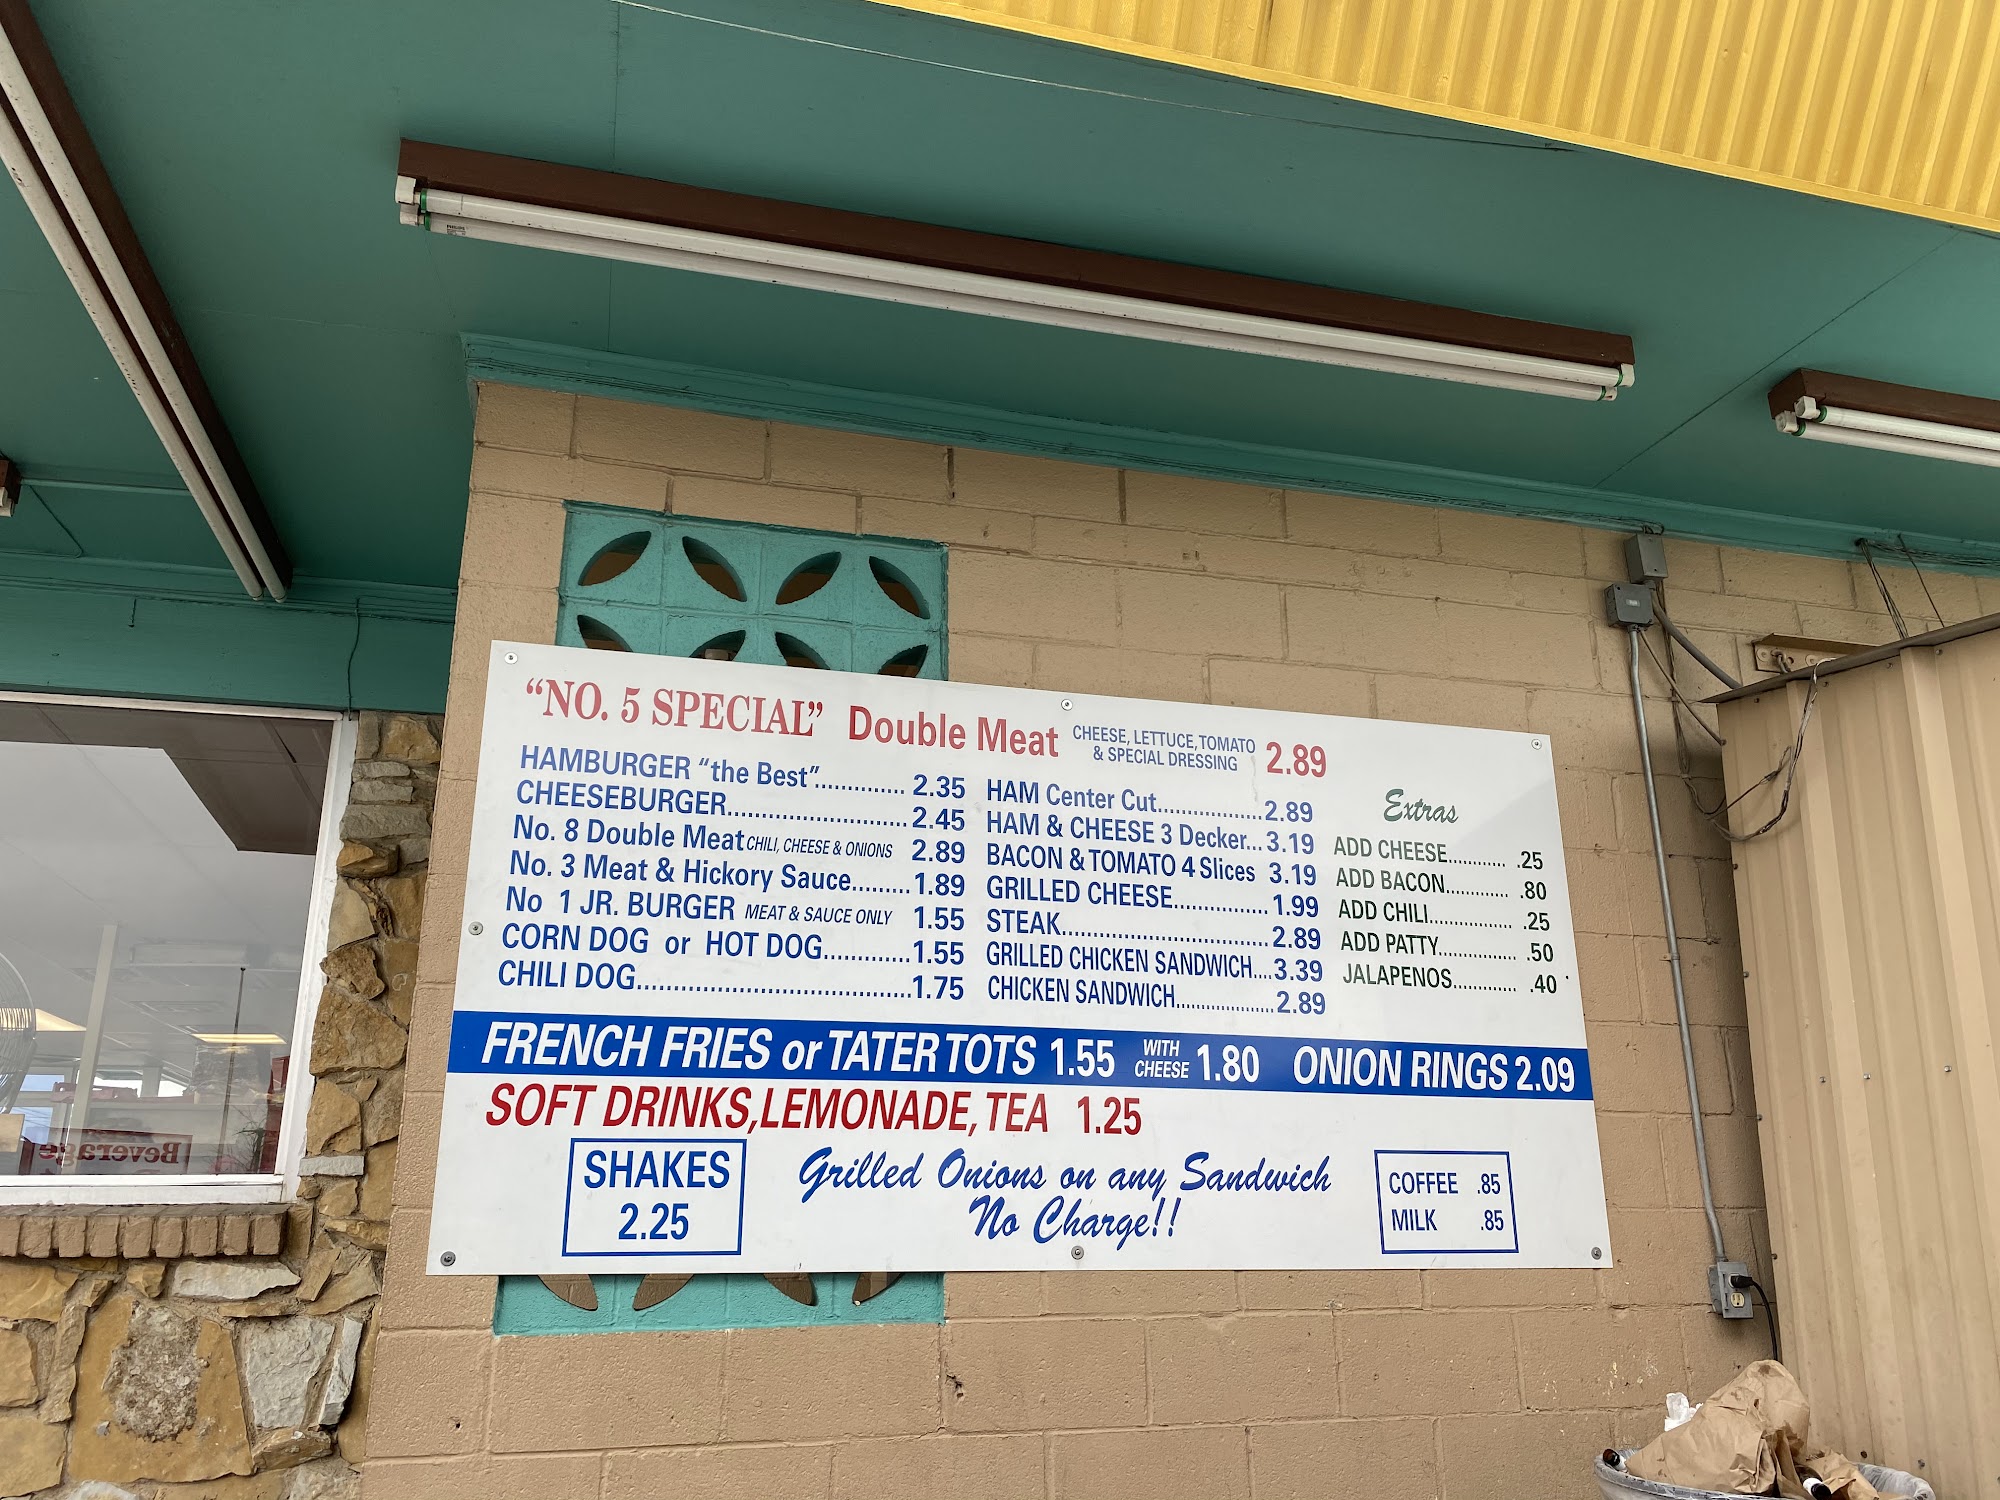 "NO. 5 SPECIAL" Double Meat CHEESE, LETTUCE, TOMATO & SPECIAL DRESSING 2.89
HAMBURGER "the Best"............... 2.35
CHEESEBURGER........................... 2.45
No. 8 Double Meat CHILI, CHEESE & ONIONS 2.89
No. 3 Meat & Hickory Sauce......... 1.89
No 1 JR. BURGER MEAT & SAUCE ONLY 1.55
CORN DOG or HOT DOG............. 1.55
CHILI DOG...................................... 1.75
HAM Center Cut................. 2.89
HAM & CHEESE 3 Decker... 3.19
BACON & TOMATO 4 Slices 3.19
GRILLED CHEESE................ 1.99
STEAK................................... 2.89
GRILLED CHICKEN SANDWICH.... 3.39
CHICKEN SANDWICH.................... 2.89
Extras
ADD CHEESE............ .25
ADD BACON............. .80
ADD CHILI................ .25
ADD PATTY............... .50
JALAPENOS............. .40
FRENCH FRIES or TATER TOTS 1.55 WITH CHEESE 1.80 ONION RINGS 2.09
SOFT DRINKS, LEMONADE, TEA 1.25
SHAKES
2.25
Grilled Onions on any Sandwich
No Charge!!
COFFEE .85
MILK .85
Beverage